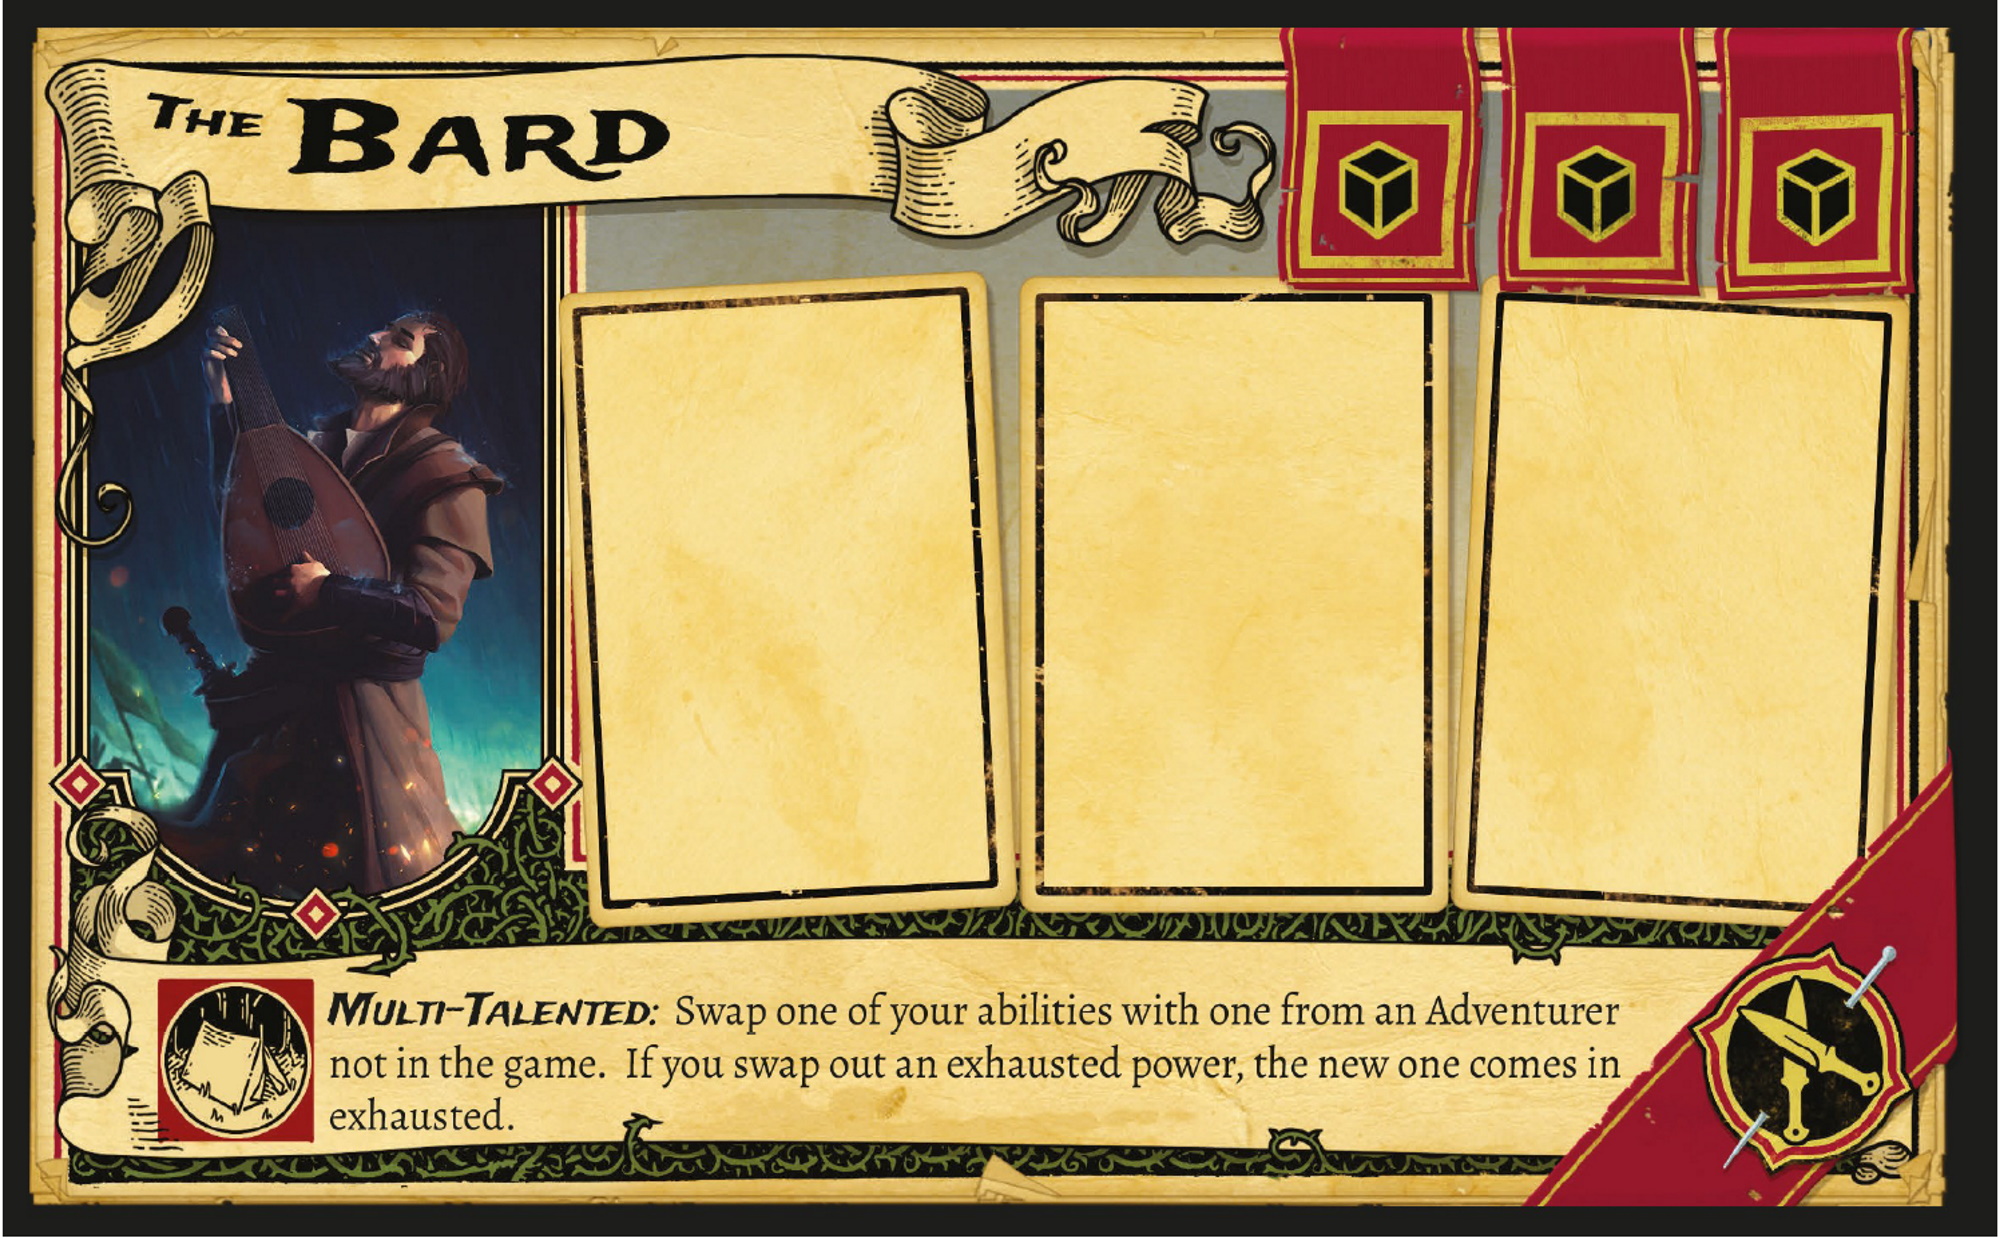 The Bard
Multi-Talented: Swap one of your abilities with one from an Adventurer
not in the game. If you swap out an exhausted power, the new one comes in
exhausted.